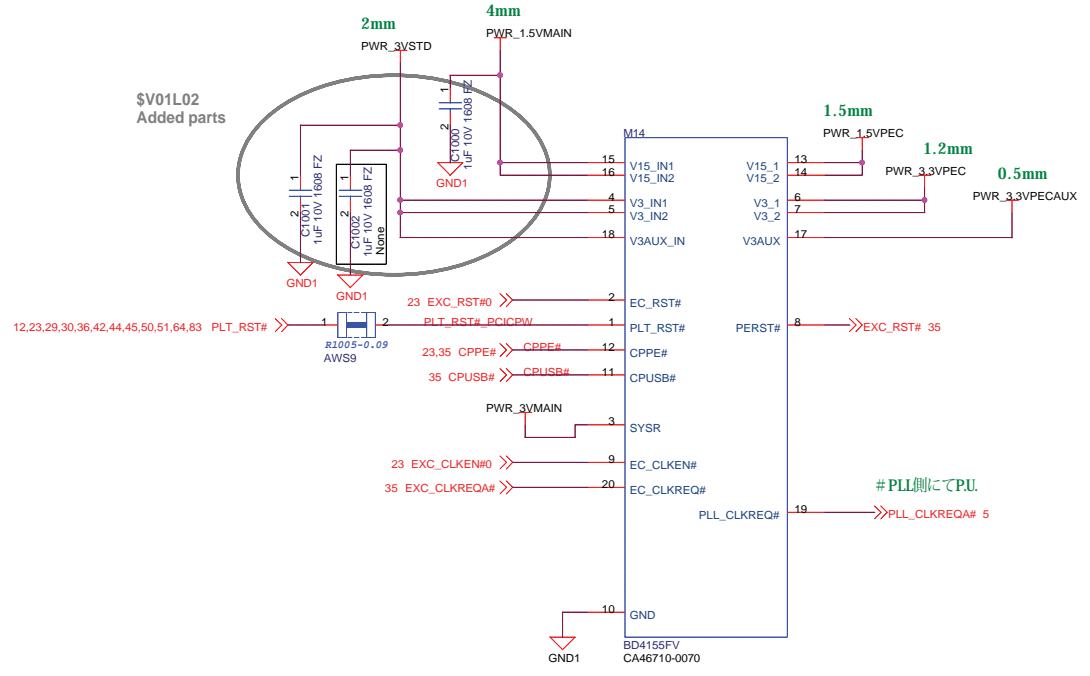 2mm
PWR_3VSTD
4mm
PWR_1.5VMAIN
$V01L02
Added parts
1
2
C1000
1uF 10V 1608 FZ
GND1
1
2
C1001
1uF 10V 1608 FZ
GND1
1
2
C1002
1uF 10V 1608 FZ
None
GND1
M14
15 V15_IN1
16 V15_IN2
4 V3_IN1
5 V3_IN2
18 V3AUX_IN
1.5mm
PWR_1.5VPEC
V15_1 13
V15_2 14
1.2mm
PWR_3.3VPEC
V3_1 6
V3_2 7
0.5mm
PWR_3.3VPECAUX
V3AUX 17
23 EXC_RST#0 2 EC_RST#
12,23,29,30,36,42,44,45,50,51,64,83 PLT_RST# 1 2 PLT_RST#_PCICPW 1 PLT_RST#
R1005-0.09
AWS9
PERST# 8 EXC_RST# 35
23,35 CPPE# CPPE# 12 CPPE#
35 CPUSB# CPUSB# 11 CPUSB#
PWR_3VMAIN
3 SYSR
23 EXC_CLKEN#0 9 EC_CLKEN#
35 EXC_CLKREQA# 20 EC_CLKREQ#
#PLL側にてP.U.
PLL_CLKREQ# 19 PLL_CLKREQA# 5
10 GND
GND1
BD4155FV
CA46710-0070